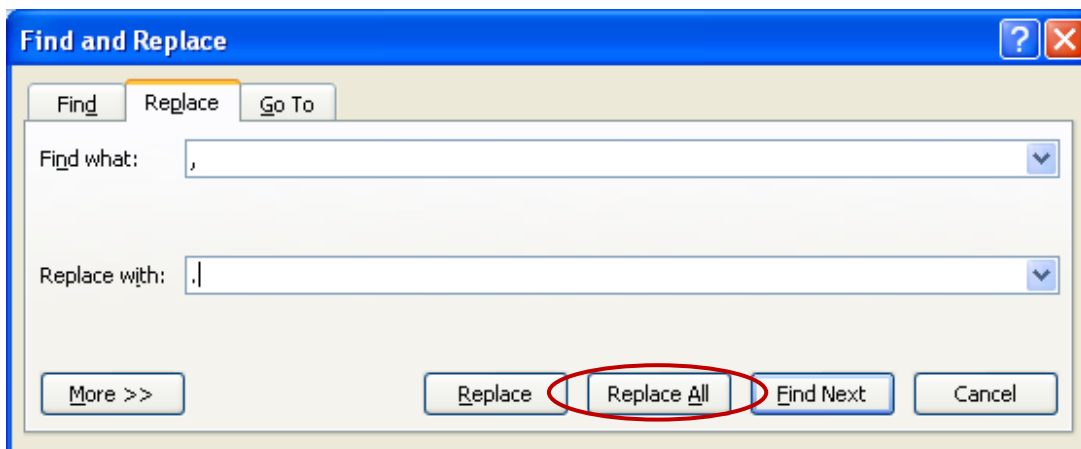 Find and Replace
Find Replace Go To
Find what: ,
Replace with: .
More >> Replace Replace All Find Next Cancel